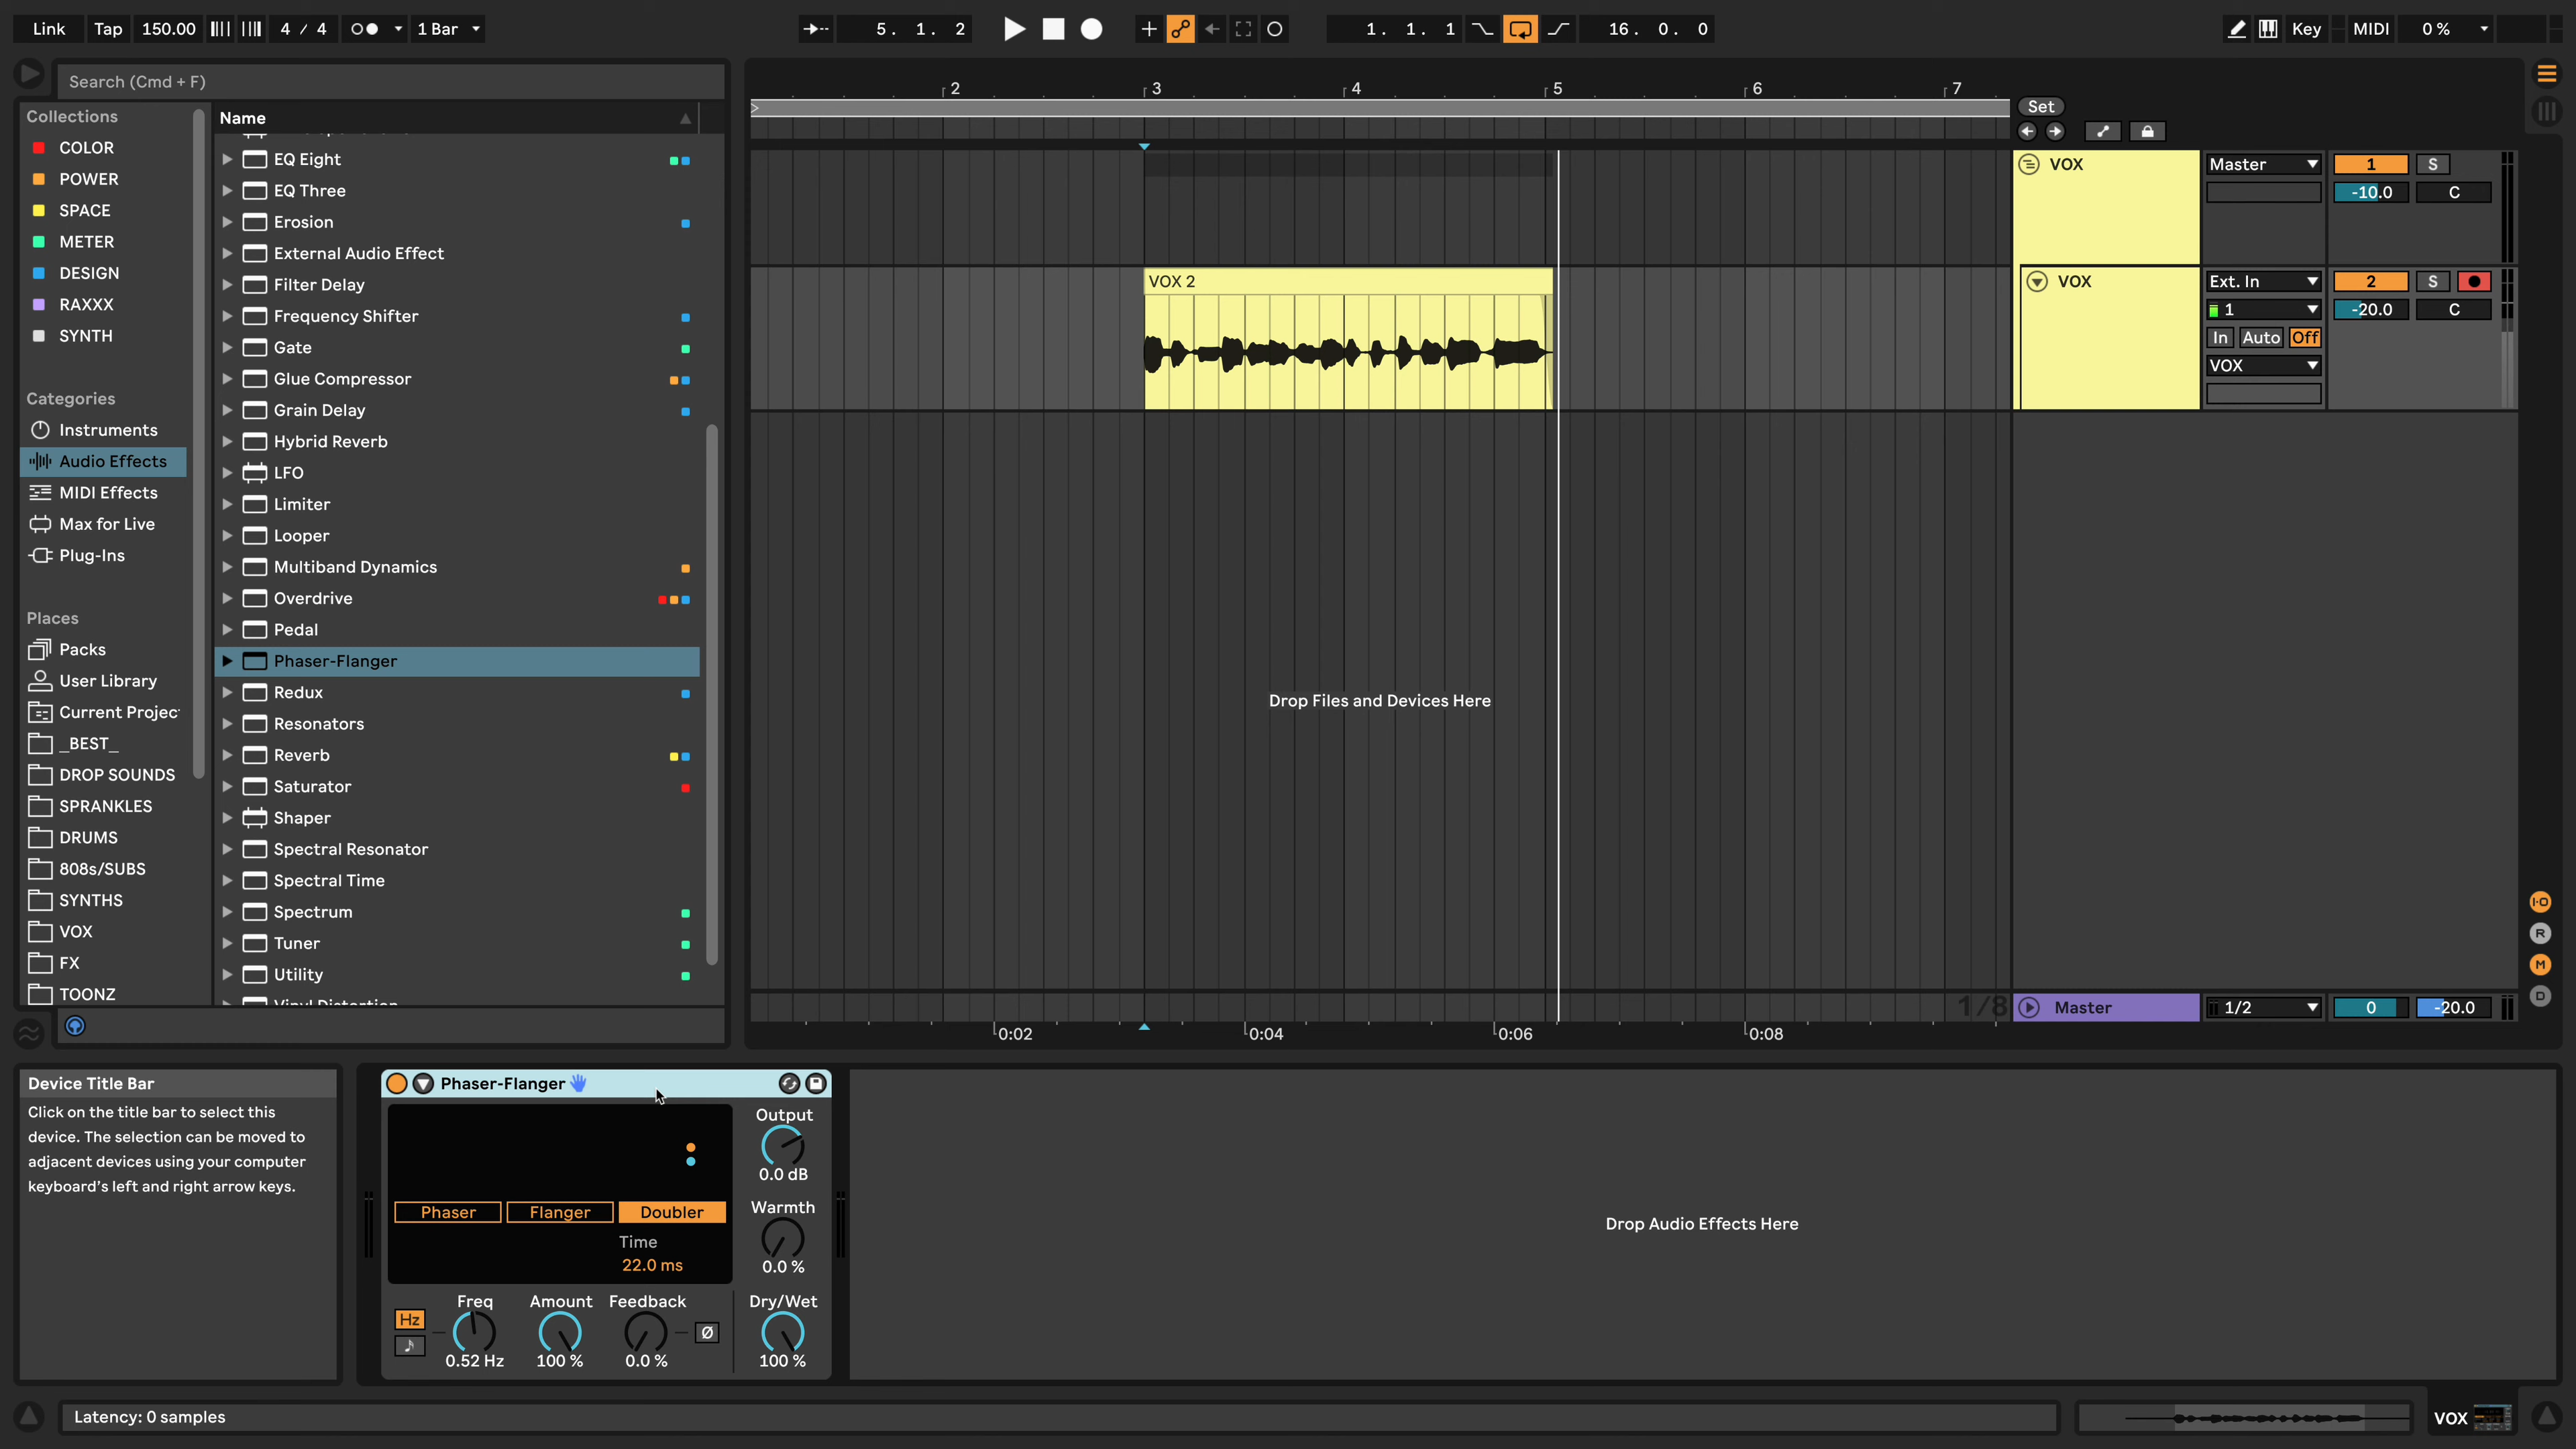 Link Tap 150.00 4 / 4 1 Bar 5. 1. 2 1. 1. 1 16. 0. 0 Key MIDI 0 %
Search (Cmd + F)
Collections
COLOR
POWER
SPACE
METER
DESIGN
RAXXX
SYNTH
Categories
Instruments
Audio Effects
MIDI Effects
Max for Live
Plug-Ins
Places
Packs
User Library
Current Projec
_BEST_
DROP SOUNDS
SPRANKLES
DRUMS
808s/SUBS
SYNTHS
VOX
FX
TOONZ
Name
EQ Eight
EQ Three
Erosion
External Audio Effect
Filter Delay
Frequency Shifter
Gate
Glue Compressor
Grain Delay
Hybrid Reverb
LFO
Limiter
Looper
Multiband Dynamics
Overdrive
Pedal
Phaser-Flanger
Redux
Resonators
Reverb
Saturator
Shaper
Spectral Resonator
Spectral Time
Spectrum
Tuner
Utility
Vinyl Distortion
2 3 4 5 6 7
Set
VOX Master 1 S
-10.0 C
VOX 2
VOX Ext. In 2 S
1 -20.0 C
In Auto Off
VOX
Drop Files and Devices Here
I-O
R
M
D
1/8 Master 1/2 0 -20.0
0:02 0:04 0:06 0:08
Device Title Bar
Click on the title bar to select this
device. The selection can be moved to
adjacent devices using your computer
keyboard's left and right arrow keys.
Phaser-Flanger
Phaser Flanger Doubler
Time
22.0 ms
Output
0.0 dB
Warmth
0.0 %
Hz
Freq
0.52 Hz
Amount
100 %
Feedback
0.0 %
Ø
Dry/Wet
100 %
Drop Audio Effects Here
Latency: 0 samples
VOX